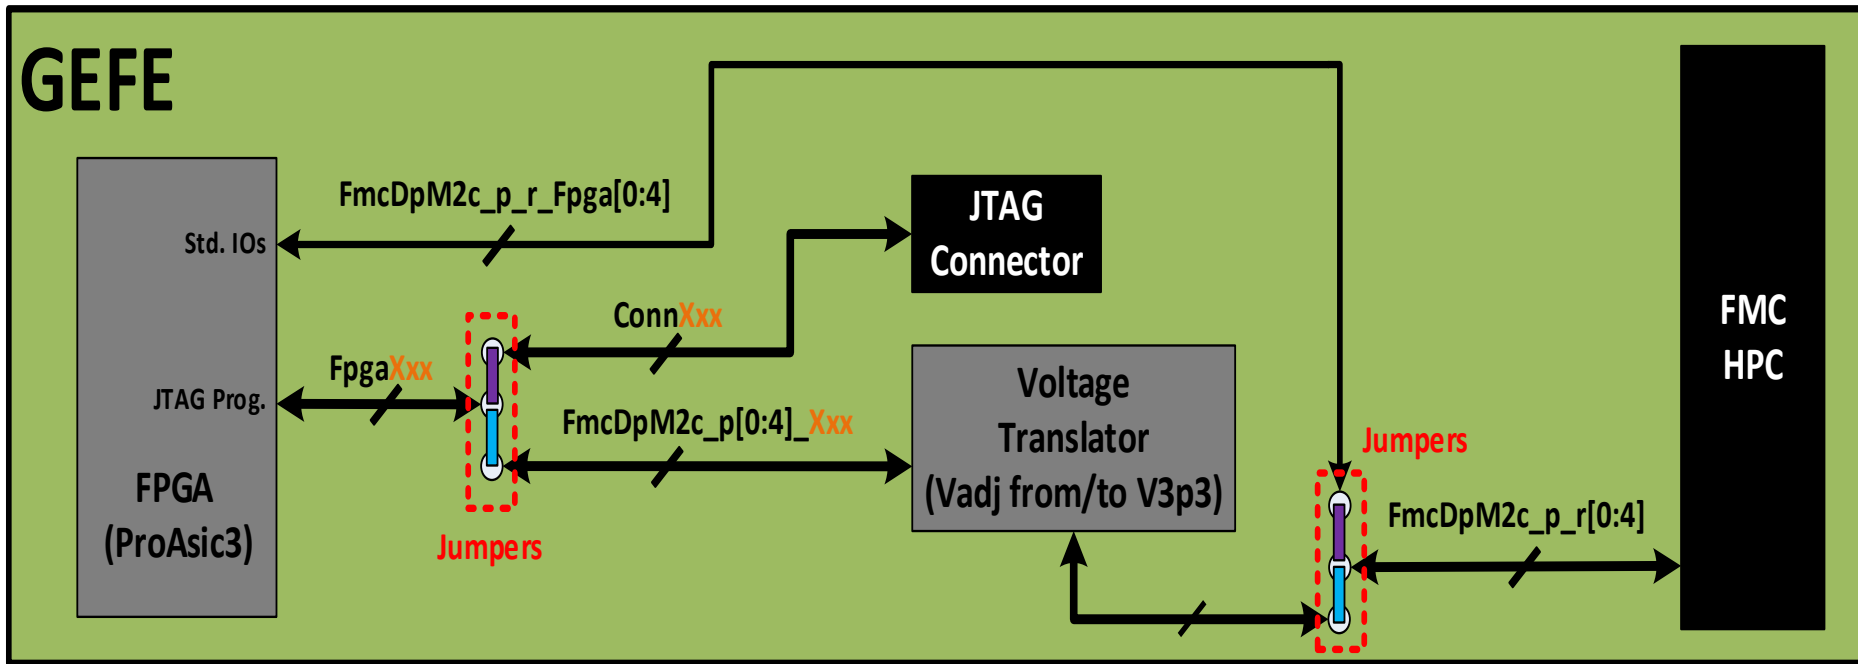 GEFE
FmcDpM2c_p_r_Fpga[0:4]
Std. IOs
JTAG
Connector
ConnXxx
FpgaXxx
JTAG Prog.
FmcDpM2c_p[0:4]_Xxx
FPGA
(ProAsic3)
Jumpers
Voltage
Translator
(Vadj from/to V3p3)
Jumpers
FmcDpM2c_p_r[0:4]
FMC
HPC